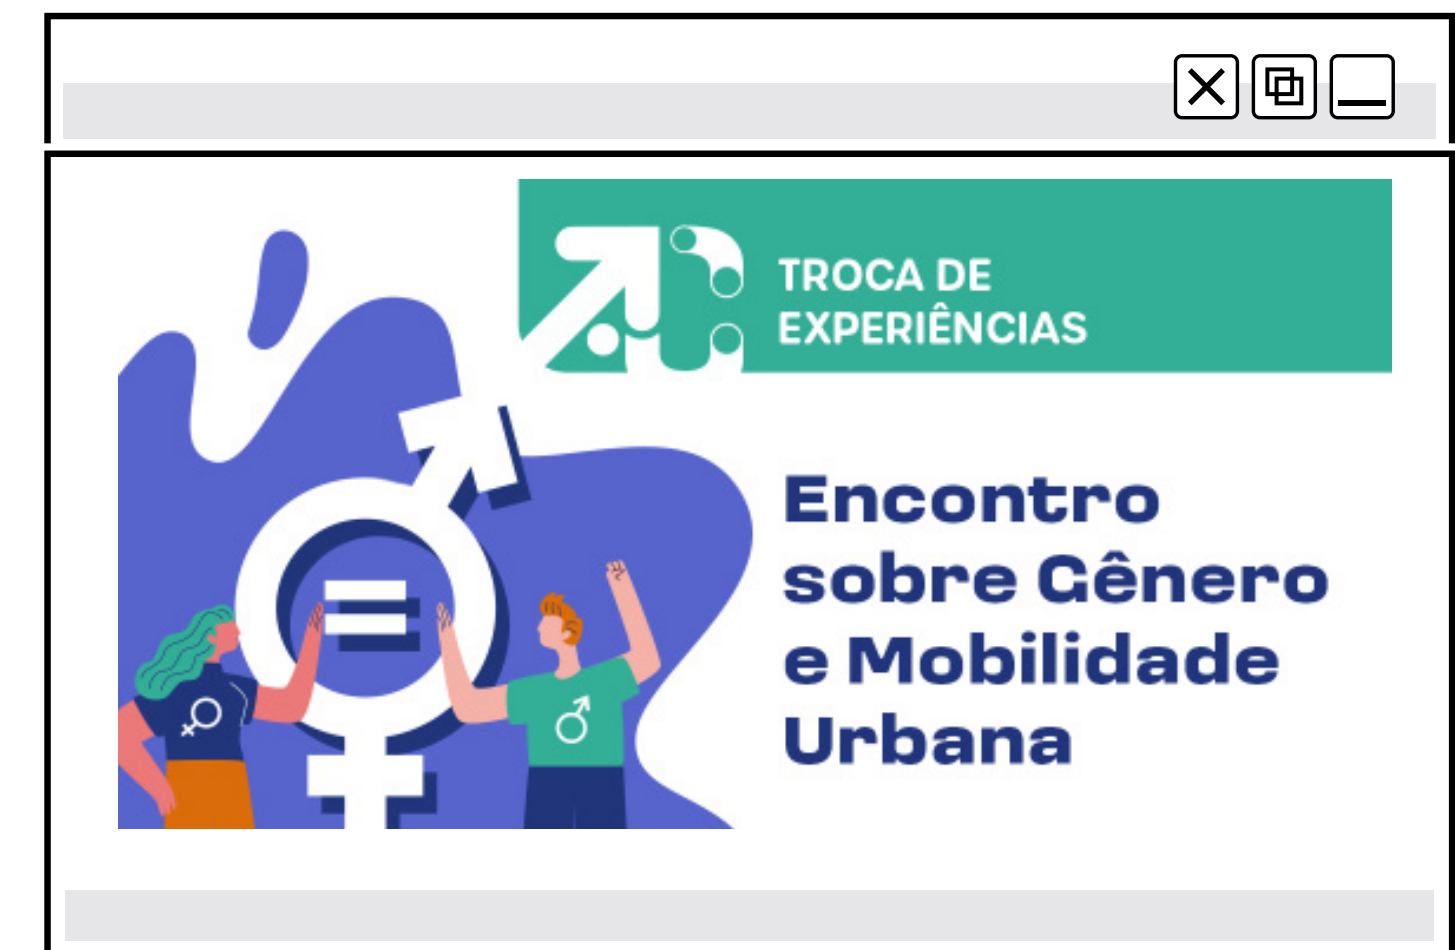 TROCA DE
EXPERIÊNCIAS
Encontro
sobre Gênero
e Mobilidade
Urbana